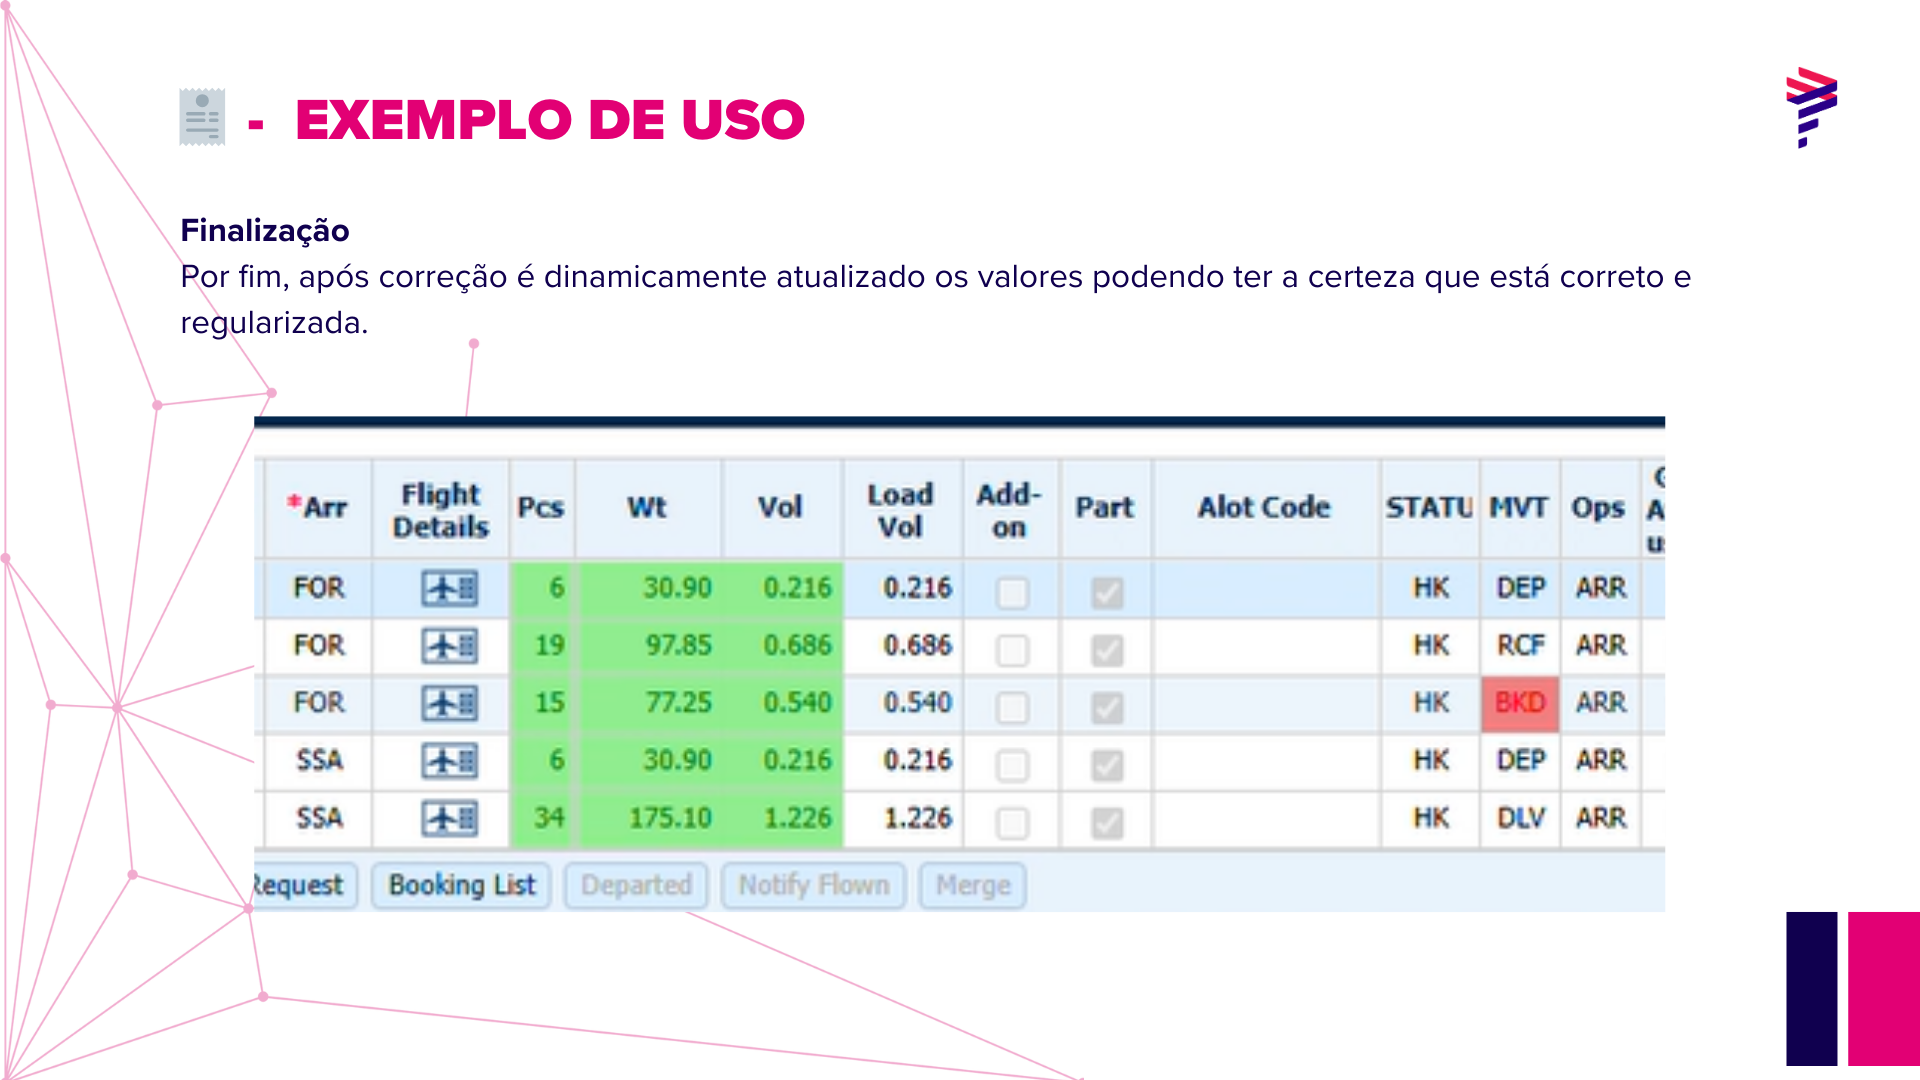 - EXEMPLO DE USO
Finalização
Por fim, após correção é dinamicamente atualizado os valores podendo ter a certeza que está correto e
regularizada.
*Arr Flight Details Pcs Wt Vol Load Vol Add-on Part Alot Code STATU MVT Ops
FOR 6 30.90 0.216 0.216 HK DEP ARR
FOR 19 97.85 0.686 0.686 HK RCF ARR
FOR 15 77.25 0.540 0.540 HK BKD ARR
SSA 6 30.90 0.216 0.216 HK DEP ARR
SSA 34 175.10 1.226 1.226 HK DLV ARR
Request Booking List Departed Notify Flown Merge